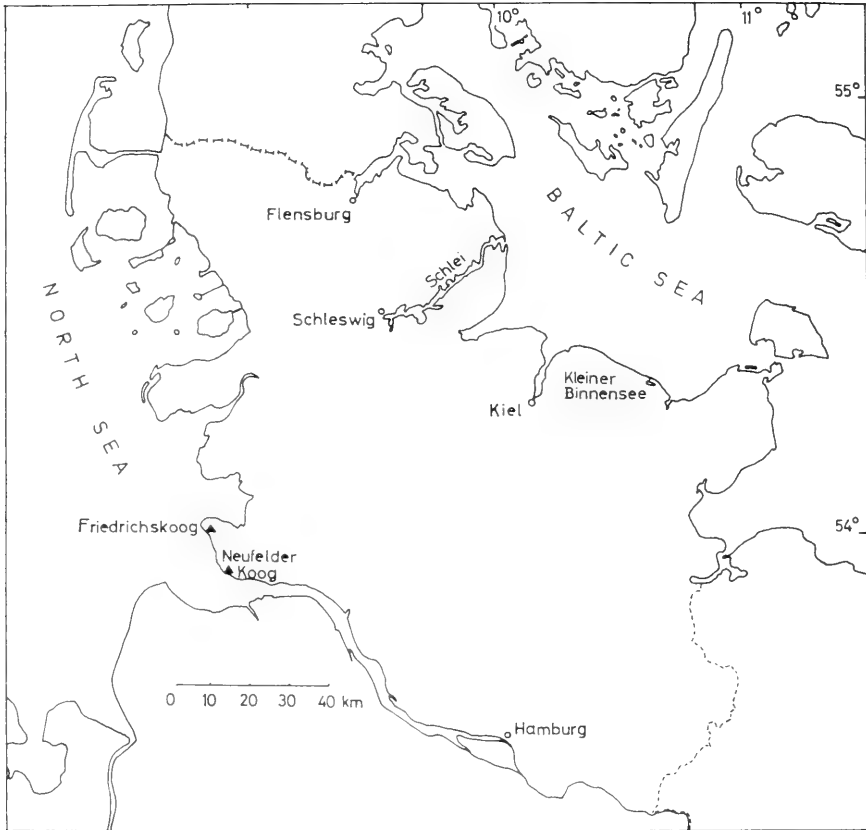 10°
11°
55°
Flensburg
BALTIC SEA
Schlei
Schleswig
NORTH SEA
Kleiner
Binnensee
Kiel
Friedrichskoog
54°
Neufelder
Koog
0 10 20 30 40 km
Hamburg